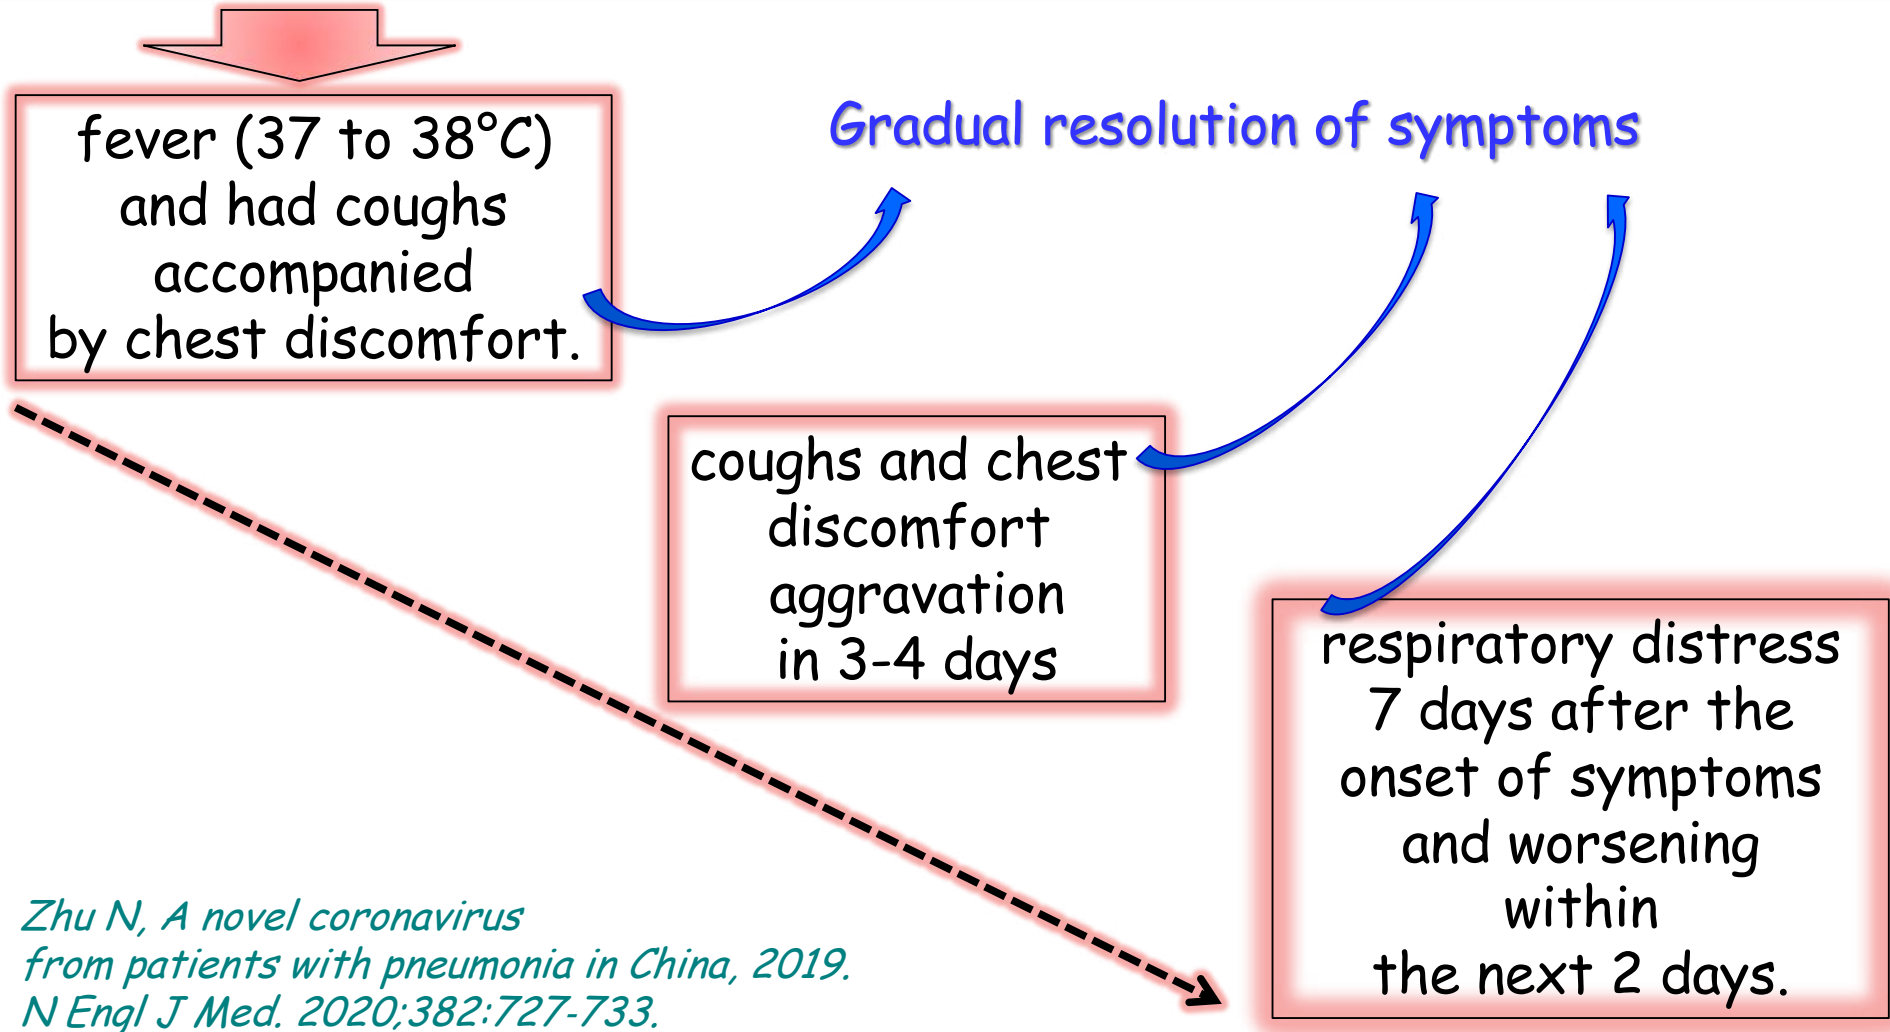 fever (37 to 38°C)
and had coughs
accompanied
by chest discomfort.
Gradual resolution of symptoms
coughs and chest
discomfort
aggravation
in 3-4 days
respiratory distress
7 days after the
onset of symptoms
and worsening
within
the next 2 days.
Zhu N, A novel coronavirus
from patients with pneumonia in China, 2019.
N Engl J Med. 2020;382:727-733.